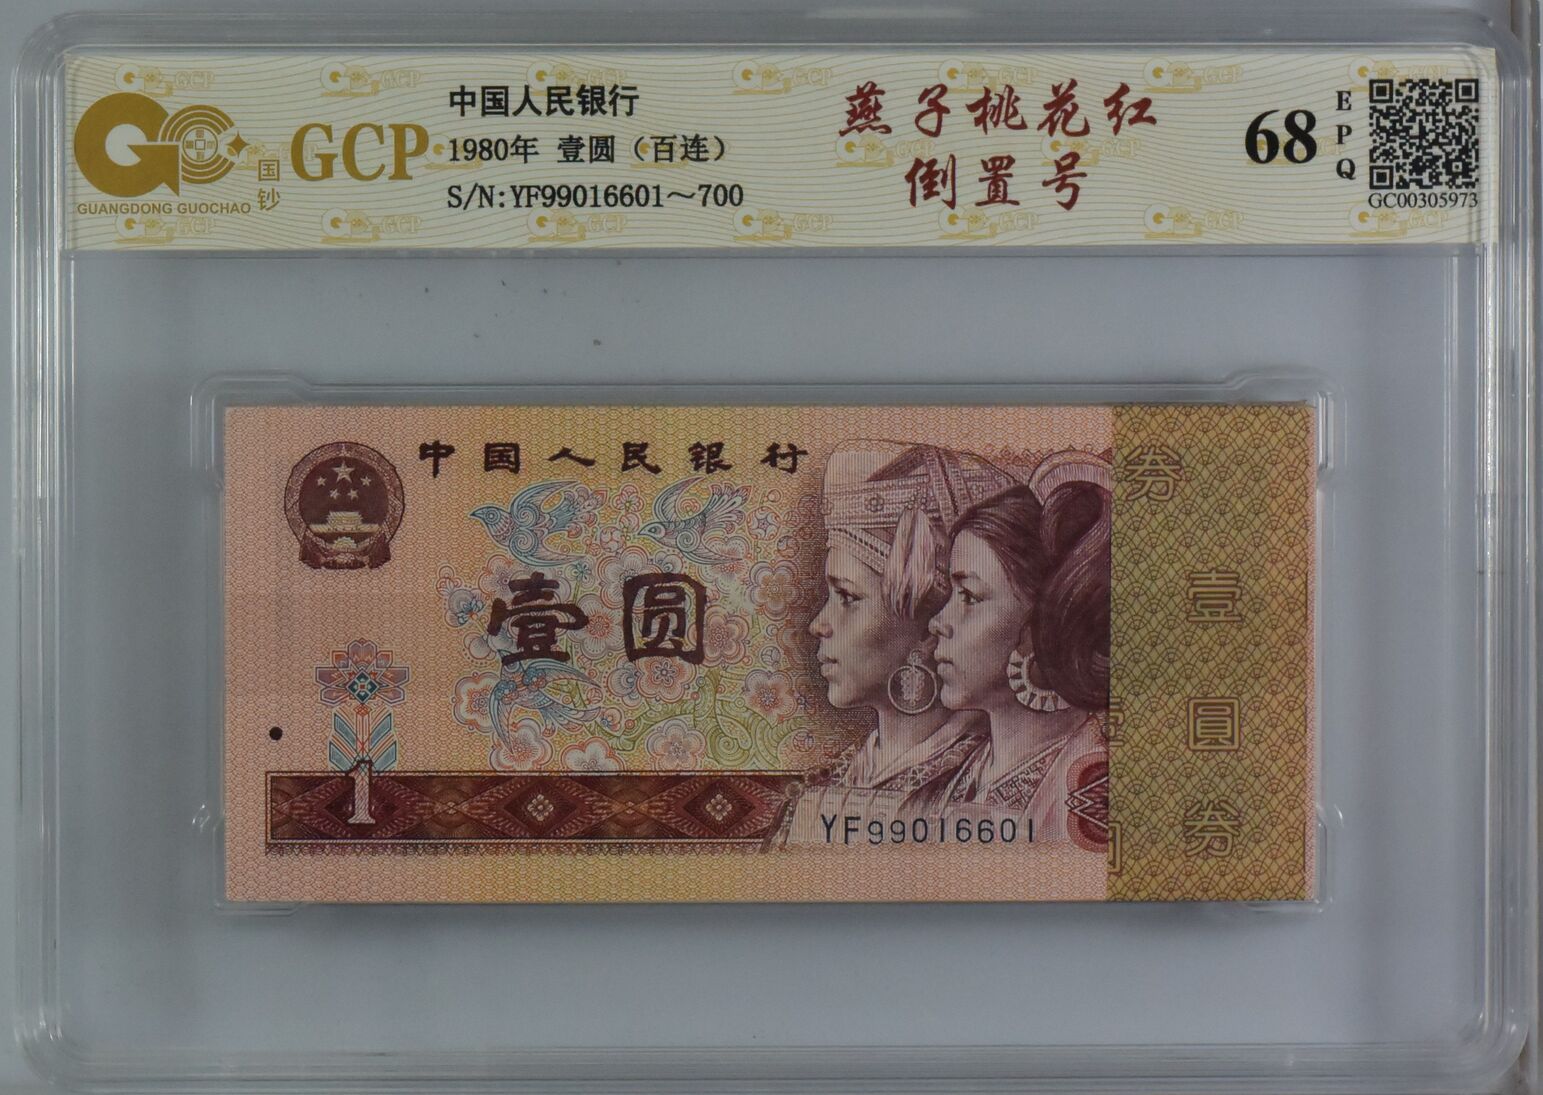 GCP
国钞
GUANGDONG GUOCHAO
中国人民银行
1980年 壹圆（百连）
S/N:YF99016601～700
燕子桃花红
倒置号
68
EPQ
GC00305973
中国人民银行
壹圆
1
YF99016601
券
壹圓券